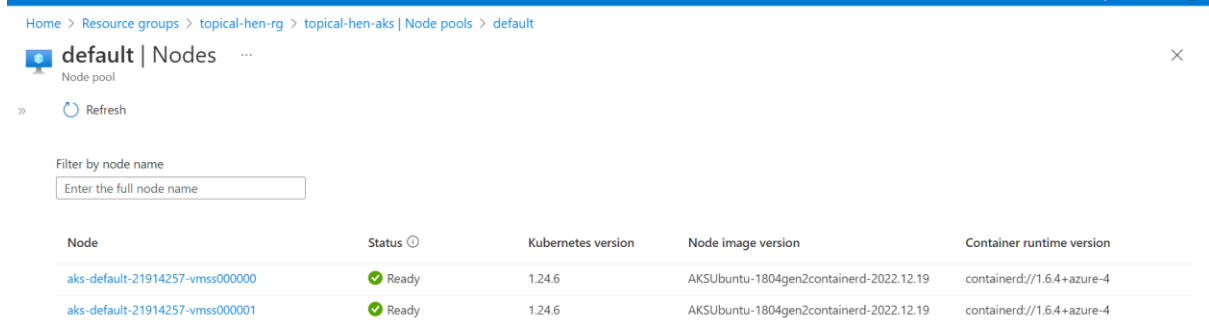 Home > Resource groups > topical-hen-rg > topical-hen-aks | Node pools > default
default | Nodes ...
Node pool
» Refresh
Filter by node name
Enter the full node name
Node Status Kubernetes version Node image version Container runtime version
aks-default-21914257-vmss000000 Ready 1.24.6 AKSUbuntu-1804gen2containerd-2022.12.19 containerd://1.6.4+azure-4
aks-default-21914257-vmss000001 Ready 1.24.6 AKSUbuntu-1804gen2containerd-2022.12.19 containerd://1.6.4+azure-4